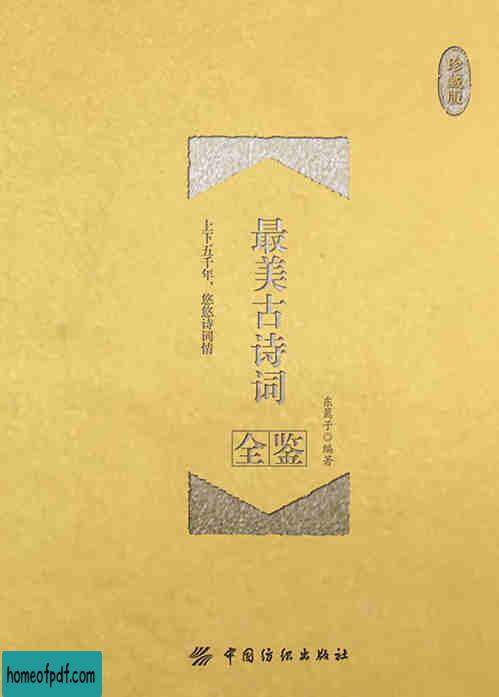 珍藏版
最美古诗词
全鉴
上下五千年，悠悠诗词情
东篱子◎编著
中国纺织出版社
homeofpdf.com